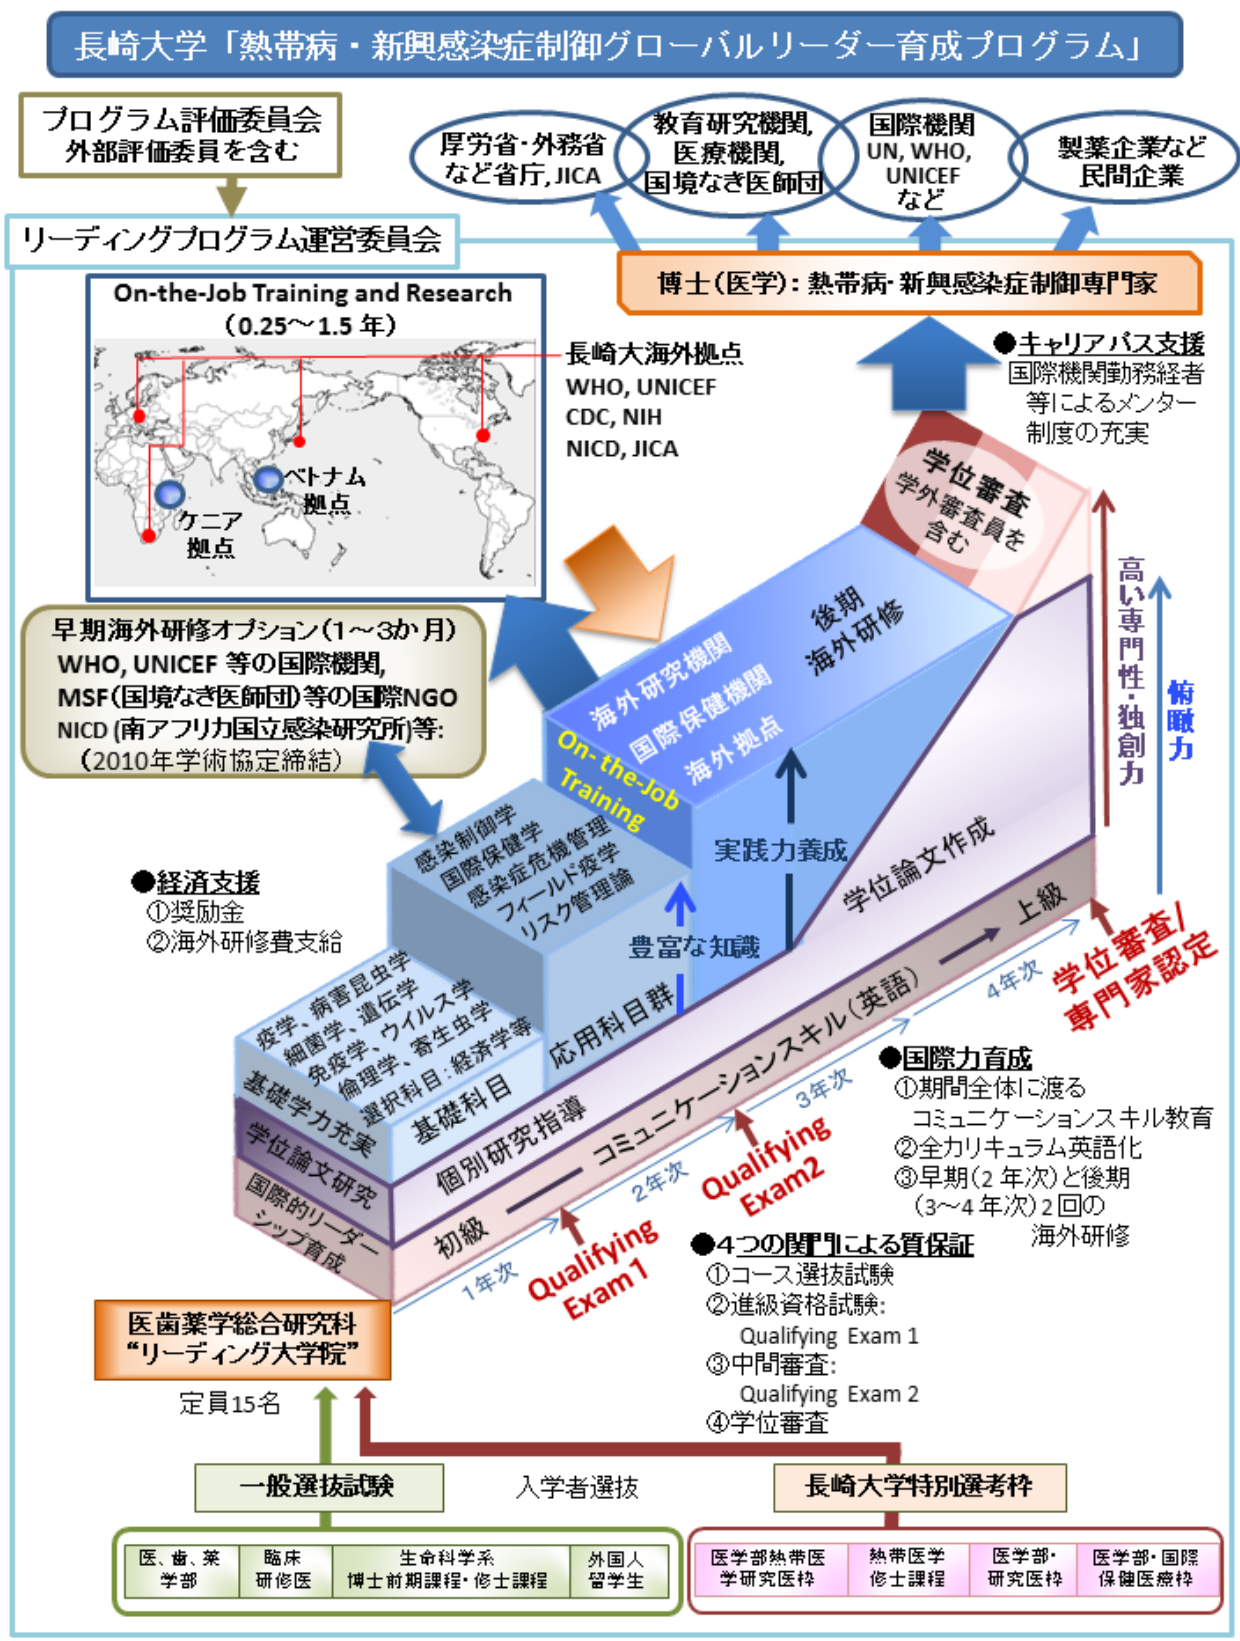 長崎大学「熱帯病・新興感染症制御グローバルリーダー育成プログラム」
プログラム評価委員会
外部評価委員を含む
厚労省・外務省
など省庁, JICA
教育研究機関,
医療機関,
国境なき医師団
国際機関
UN, WHO,
UNICEF
など
製薬企業など
民間企業
リーディングプログラム運営委員会
博士（医学）：熱帯病・新興感染症制御専門家
On-the-Job Training and Research
（0.25～1.5 年）
長崎大海外拠点
WHO, UNICEF
CDC, NIH
NICD, JICA
ベトナム
拠点
ケニア
拠点
●キャリアパス支援
国際機関勤務経者
等によるメンター
制度の充実
学位審査
学外審査員を
含む
早期海外研修オプション（１～３か月）
WHO, UNICEF 等の国際機関,
MSF（国境なき医師団）等の国際NGO
NICD (南アフリカ国立感染研究所)等:
（2010年学術協定締結）
後期
海外研修
海外研究機関
国際保健機関
海外拠点
On- the-Job
Training
高い専門性・独創力
俯瞰力
感染制御学
国際保健学
感染症危機管理
フィールド疫学
リスク管理論
実践力養成
学位論文作成
豊富な知識
●経済支援
①奨励金
②海外研修費支給
疫学、病害昆虫学
細菌学、遺伝学
免疫学、ウイルス学
倫理学、寄生虫学
選択科目：経済学等
基礎学力充実
基礎科目
応用科目群
学位論文研究
個別研究指導
国際的リーダー
シップ育成
初級
コミュニケーションスキル（英語）
上級
1年次
2年次
3年次
4年次
Qualifying
Exam１
Qualifying
Exam2
学位審査/
専門家認定
●国際力育成
①期間全体に渡る
コミュニケーションスキル教育
②全カリキュラム英語化
③早期（2 年次）と後期
（3～4 年次）2 回の
海外研修
●４つの関門による質保証
①コース選抜試験
②進級資格試験:
Qualifying Exam 1
③中間審査:
Qualifying Exam 2
④学位審査
医歯薬学総合研究科
“リーディング大学院”
定員15名
一般選抜試験
入学者選抜
長崎大学特別選考枠
医、歯、薬
学部
臨床
研修医
生命科学系
博士前期課程・修士課程
外国人
留学生
医学部熱帯医
学研究医枠
熱帯医学
修士課程
医学部・
研究医枠
医学部・国際
保健医療枠